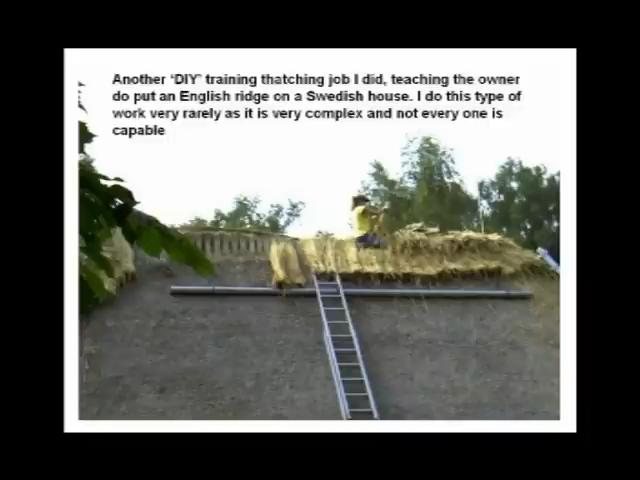 Another 'DIY' training thatching job I did, teaching the owner
do put an English ridge on a Swedish house. I do this type of
work very rarely as it is very complex and not every one is
capable